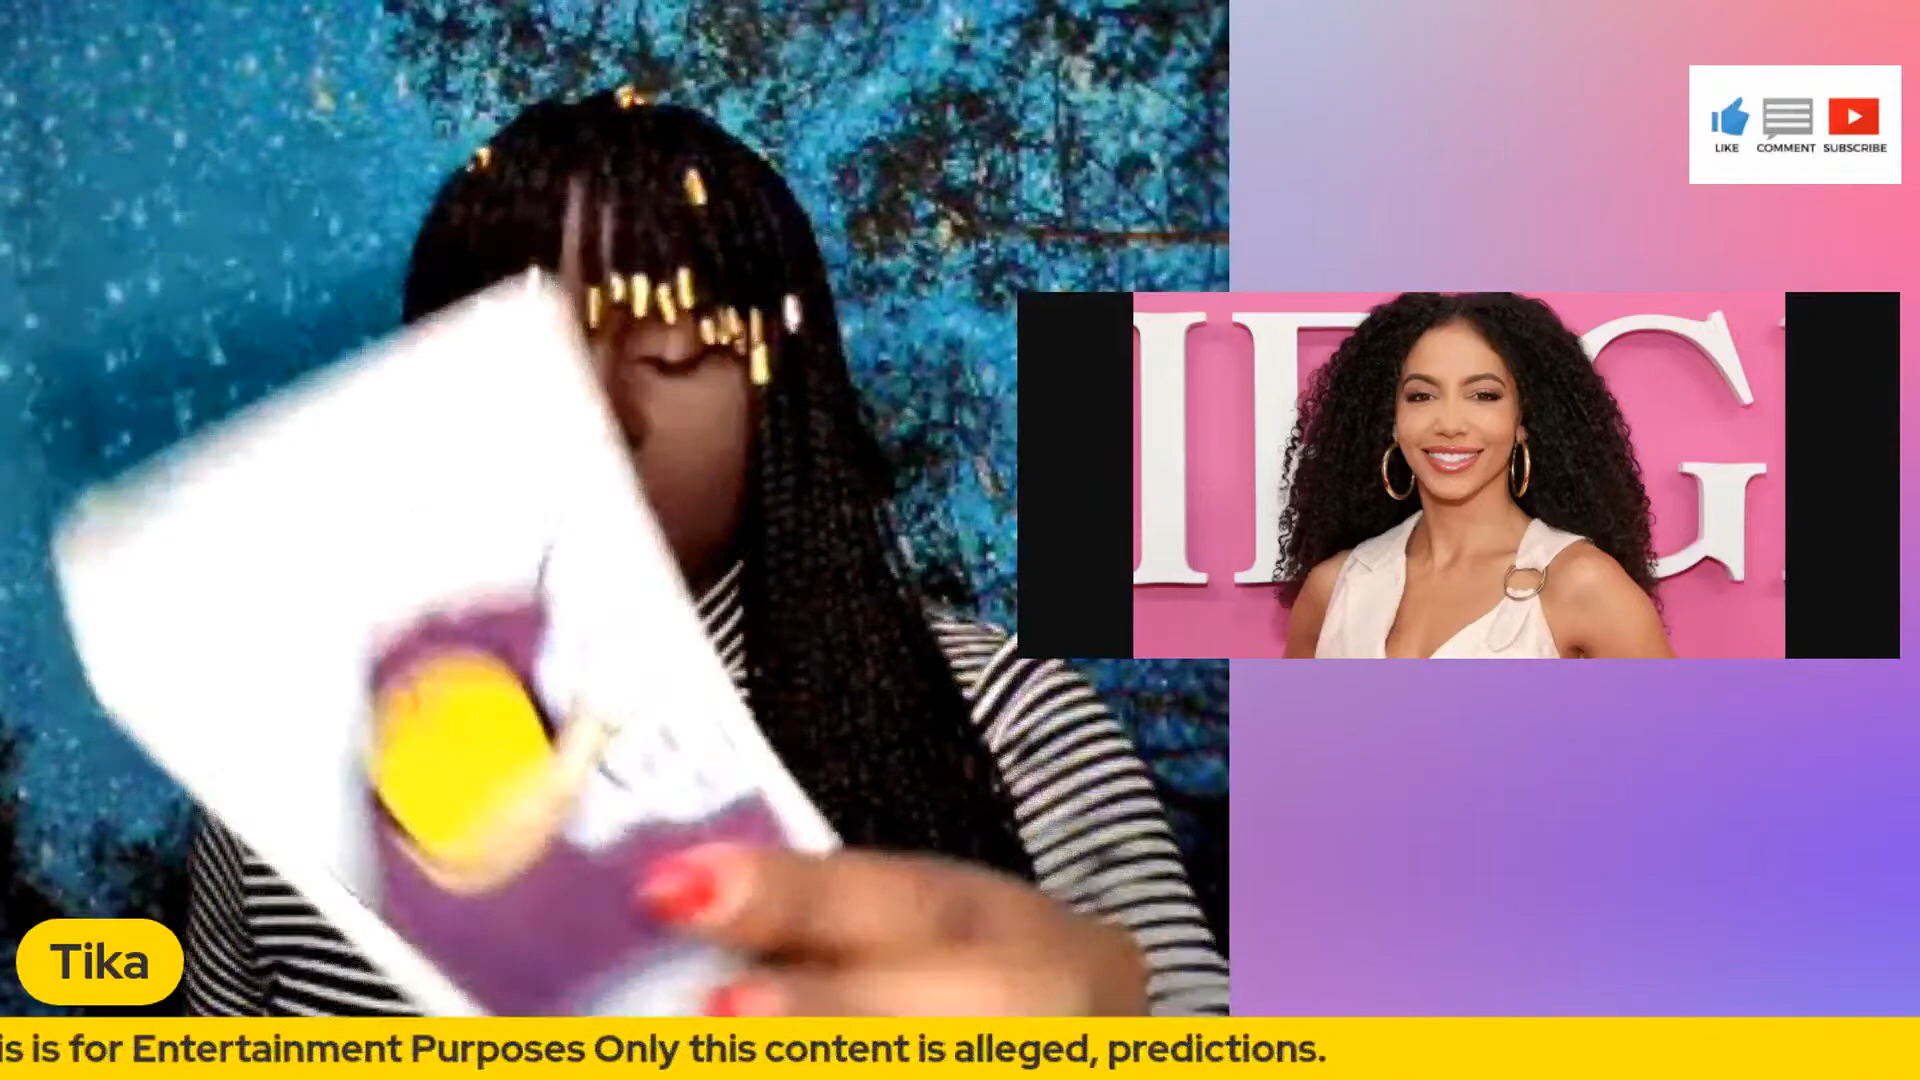 LIKE COMMENT SUBSCRIBE
Tika
is is for Entertainment Purposes Only this content is alleged, predictions.